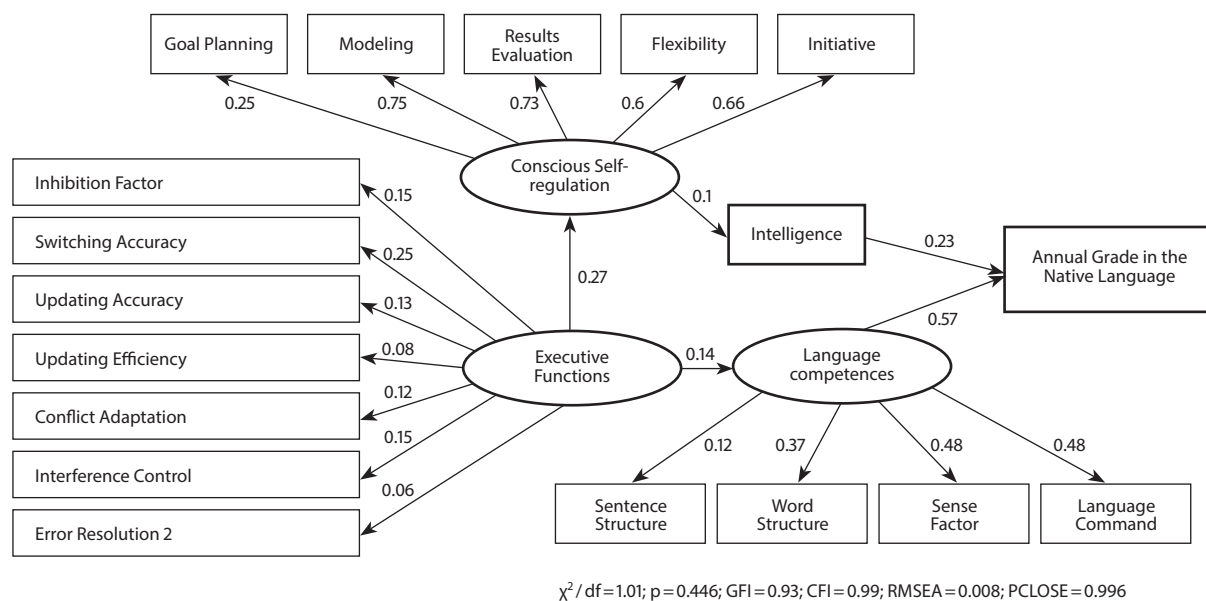 Goal Planning
Modeling
Results
Evaluation
Flexibility
Initiative
0.25
0.75
0.73
0.6
0.66
Conscious Self-
regulation
Inhibition Factor
0.15
0.1
Switching Accuracy
0.25
Intelligence
0.23
Annual Grade in the
Native Language
0.27
Updating Accuracy
0.13
0.57
Updating Efficiency
0.08
Executive
Functions
0.14
Language
competences
Conflict Adaptation
0.12
Interference Control
0.15
0.12
0.37
0.48
0.48
Error Resolution 2
0.06
Sentence
Structure
Word
Structure
Sense
Factor
Language
Command
χ²/df=1.01; p=0.446; GFI=0.93; CFI=0.99; RMSEA=0.008; PCLOSE=0.996